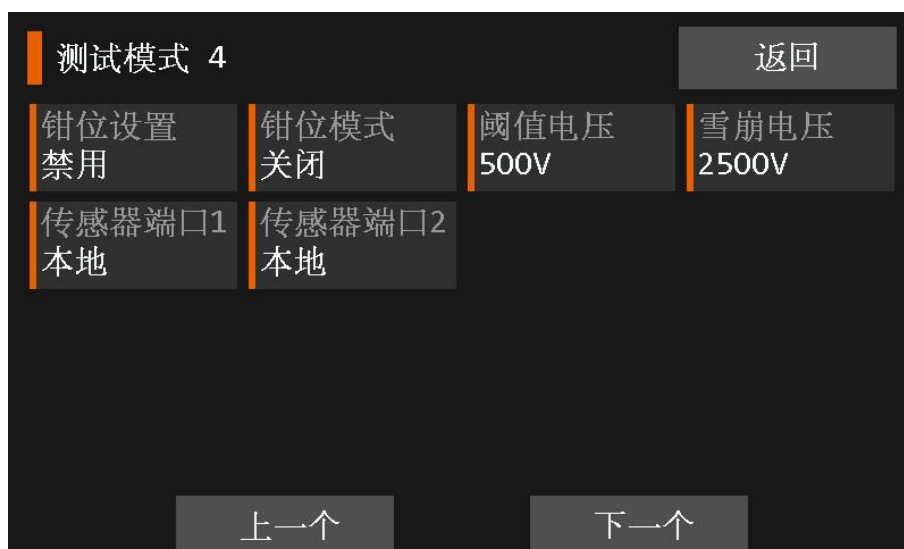 测试模式 4
返回
钳位设置
禁用
钳位模式
关闭
阈值电压
500V
雪崩电压
2500V
传感器端口1
本地
传感器端口2
本地
上一个
下一个